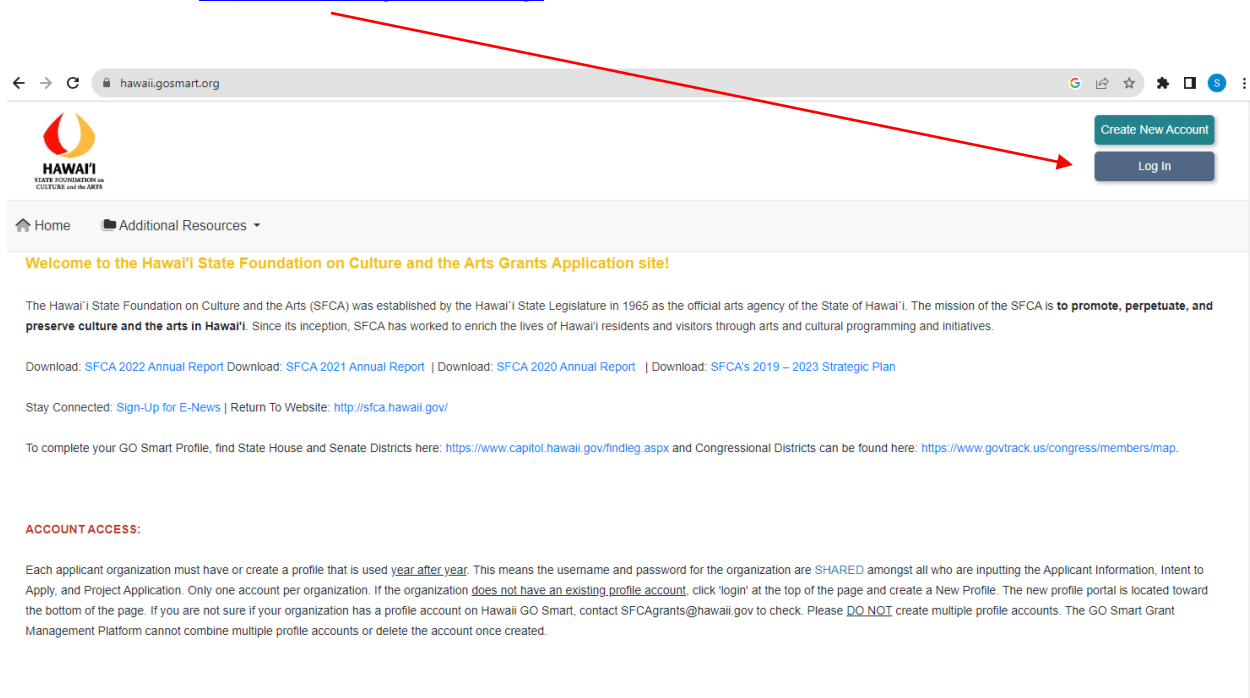 hawaii.gosmart.org
G
S
Create New Account
Log In
HAWAI'I
STATE FOUNDATION on
CULTURE and the ARTS
Home Additional Resources
Welcome to the Hawai'i State Foundation on Culture and the Arts Grants Application site!
The Hawai`i State Foundation on Culture and the Arts (SFCA) was established by the Hawai`i State Legislature in 1965 as the official arts agency of the State of Hawai`i. The mission of the SFCA is to promote, perpetuate, and
preserve culture and the arts in Hawai'i. Since its inception, SFCA has worked to enrich the lives of Hawai'i residents and visitors through arts and cultural programming and initiatives.
Download: SFCA 2022 Annual Report Download: SFCA 2021 Annual Report | Download: SFCA 2020 Annual Report | Download: SFCA's 2019 – 2023 Strategic Plan
Stay Connected: Sign-Up for E-News | Return To Website: http://sfca.hawaii.gov/
To complete your GO Smart Profile, find State House and Senate Districts here: https://www.capitol.hawaii.gov/findleg.aspx and Congressional Districts can be found here: https://www.govtrack.us/congress/members/map.
ACCOUNT ACCESS:
Each applicant organization must have or create a profile that is used year after year. This means the username and password for the organization are SHARED amongst all who are inputting the Applicant Information, Intent to
Apply, and Project Application. Only one account per organization. If the organization does not have an existing profile account, click 'login' at the top of the page and create a New Profile. The new profile portal is located toward
the bottom of the page. If you are not sure if your organization has a profile account on Hawaii GO Smart, contact SFCAgrants@hawaii.gov to check. Please DO NOT create multiple profile accounts. The GO Smart Grant
Management Platform cannot combine multiple profile accounts or delete the account once created.